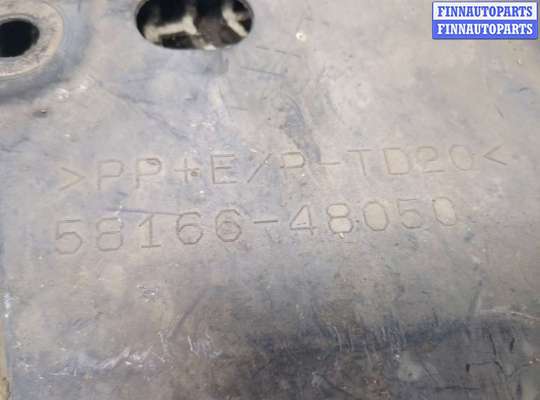 FINNAUTOPARTS
FINNAUTOPARTS
>PP+E/P-TD20<
58166-48050